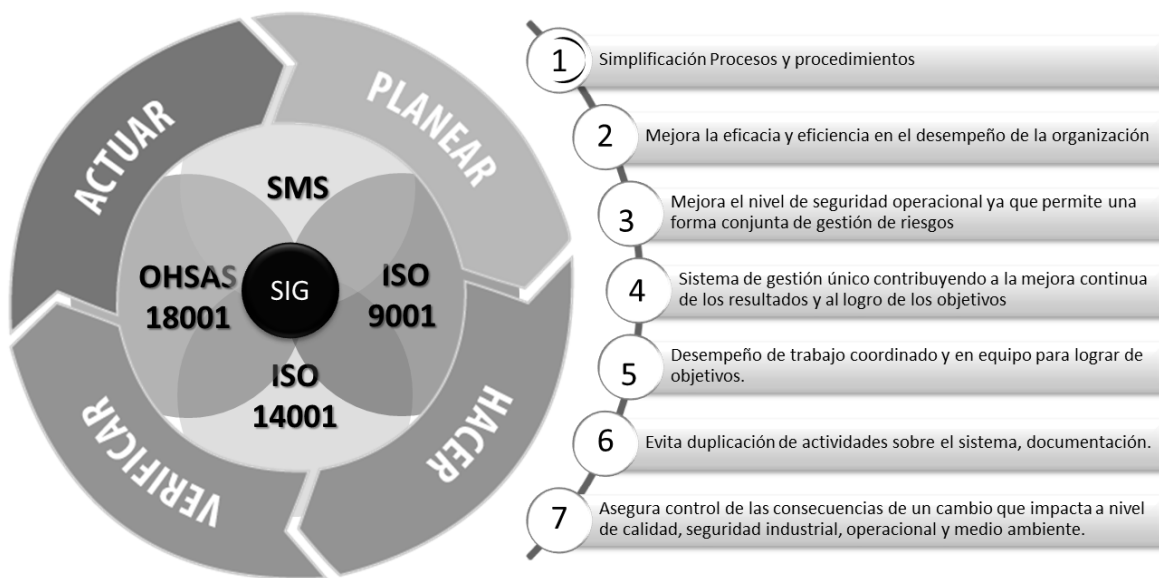 ACTUAR
PLANEAR
HACER
VERIFICAR
SMS
OHSAS
18001
SIG
ISO
9001
ISO
14001
1
Simplificación Procesos y procedimientos
2
Mejora la eficacia y eficiencia en el desempeño de la organización
3
Mejora el nivel de seguridad operacional ya que permite una
forma conjunta de gestión de riesgos
4
Sistema de gestión único contribuyendo a la mejora continua
de los resultados y al logro de los objetivos
5
Desempeño de trabajo coordinado y en equipo para lograr de
objetivos.
6
Evita duplicación de actividades sobre el sistema, documentación.
7
Asegura control de las consecuencias de un cambio que impacta a nivel
de calidad, seguridad industrial, operacional y medio ambiente.